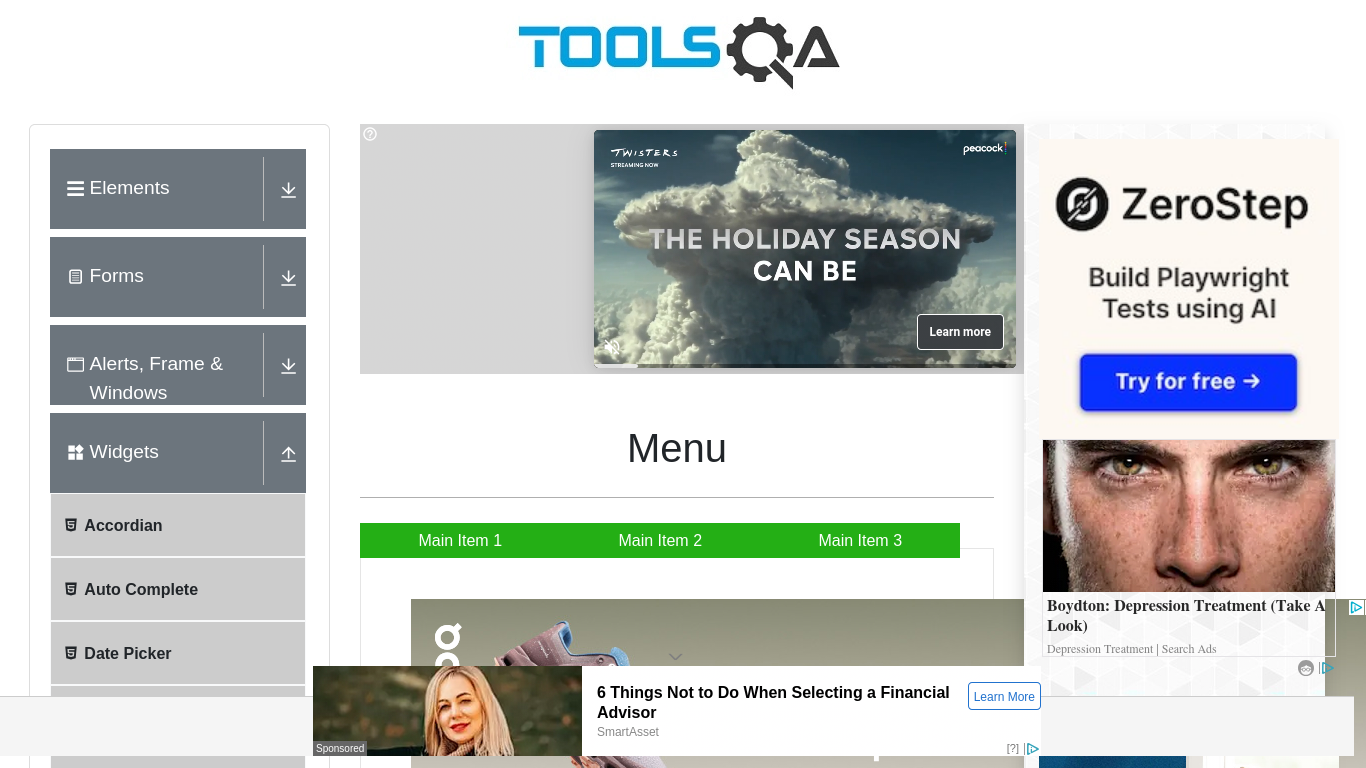 TOOLSQA
Elements
Forms
Alerts, Frame &
Windows
Widgets
Accordian
Auto Complete
Date Picker
TWISTERS
STREAMING NOW
peacock
THE HOLIDAY SEASON
CAN BE
Learn more
Menu
Main Item 1
Main Item 2
Main Item 3
ZeroStep
Build Playwright
Tests using AI
Try for free →
Boydton: Depression Treatment (Take A
Look)
Depression Treatment | Search Ads
6 Things Not to Do When Selecting a Financial
Advisor
SmartAsset
Learn More
Sponsored
[?]